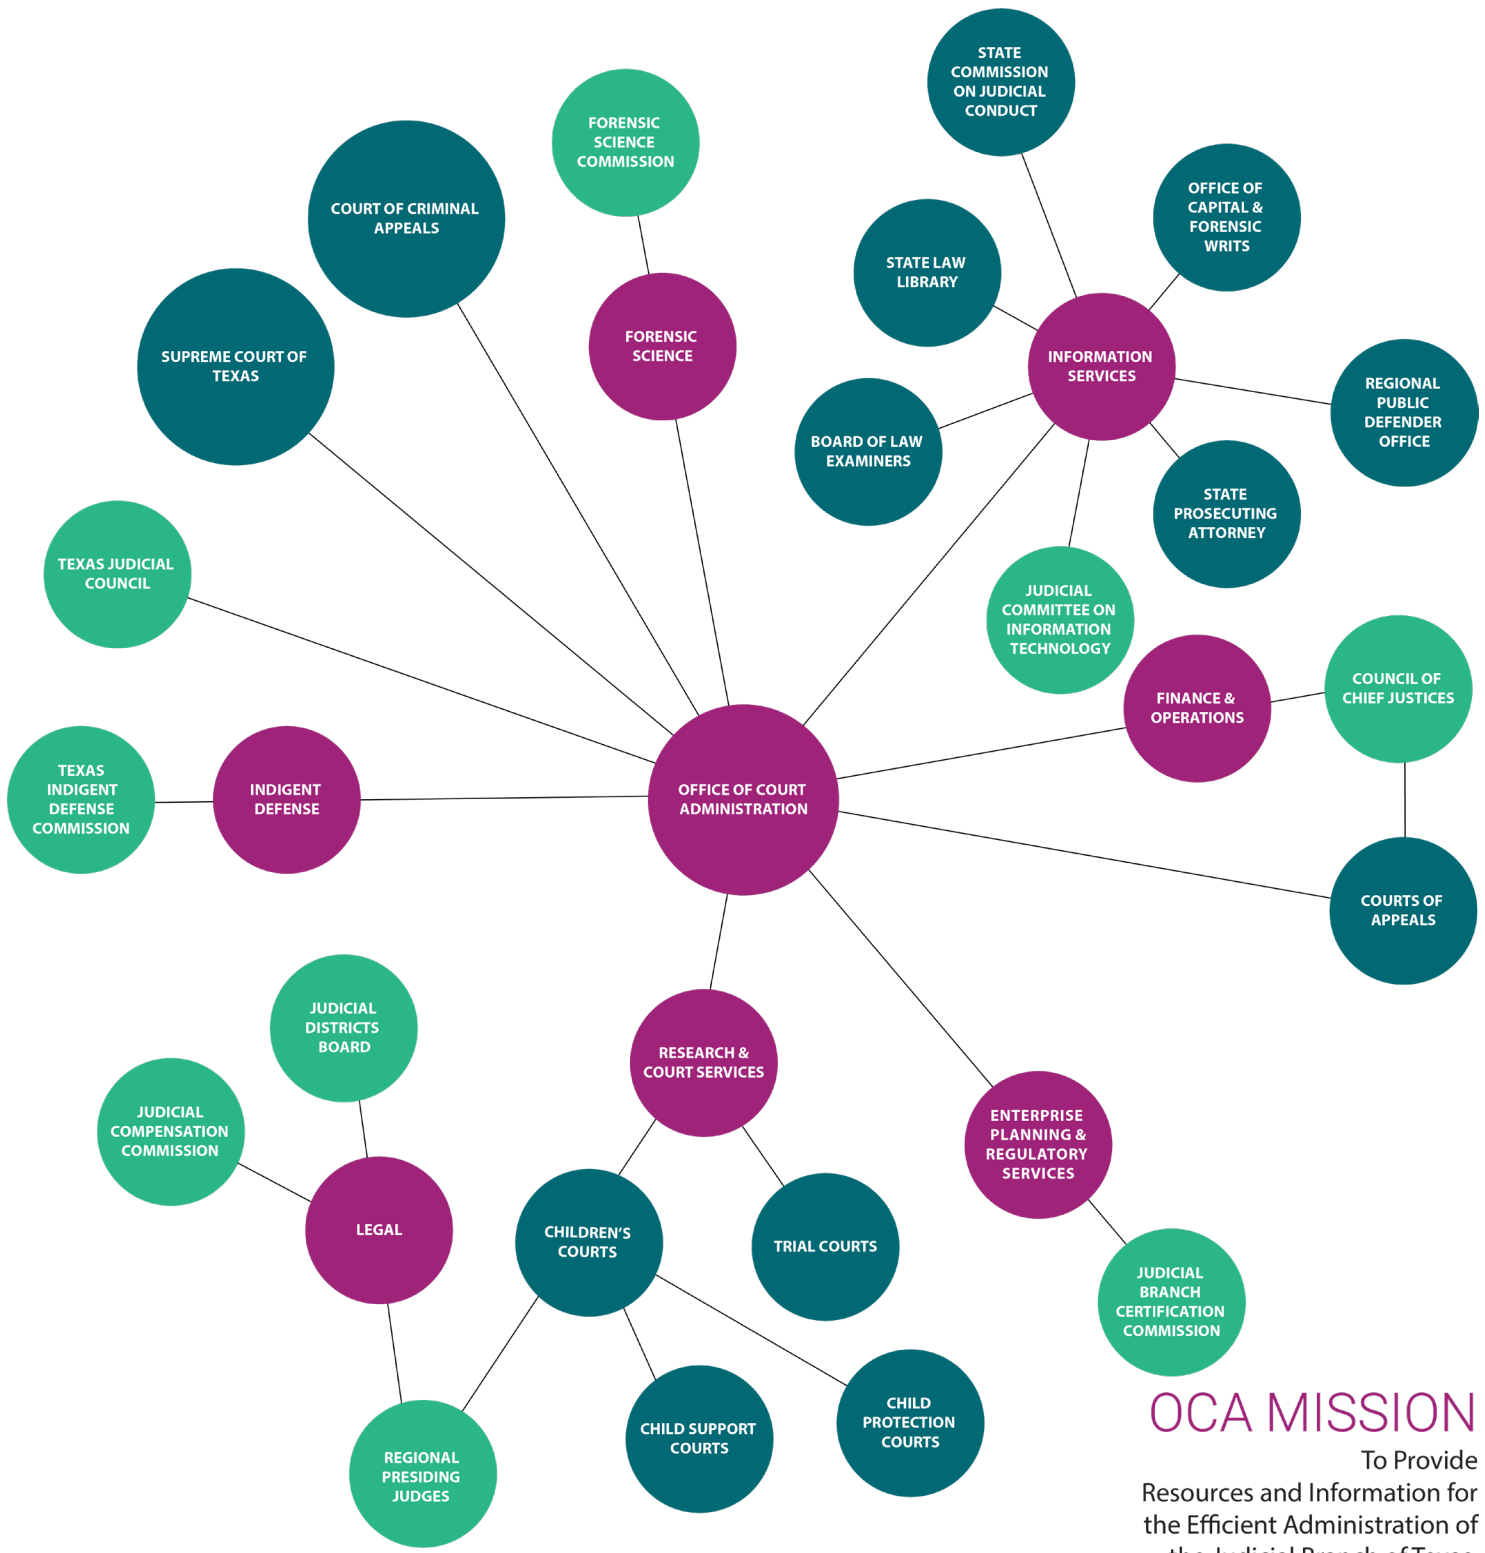 STATE
COMMISSION
ON JUDICIAL
CONDUCT
FORENSIC
SCIENCE
COMMISSION
COURT OF CRIMINAL
APPEALS
OFFICE OF
CAPITAL &
FORENSIC
WRITS
STATE LAW
LIBRARY
FORENSIC
SCIENCE
SUPREME COURT OF
TEXAS
INFORMATION
SERVICES
REGIONAL
PUBLIC
DEFENDER
OFFICE
BOARD OF LAW
EXAMINERS
STATE
PROSECUTING
ATTORNEY
TEXAS JUDICIAL
COUNCIL
JUDICIAL
COMMITTEE ON
INFORMATION
TECHNOLOGY
FINANCE &
OPERATIONS
COUNCIL OF
CHIEF JUSTICES
TEXAS
INDIGENT
DEFENSE
COMMISSION
INDIGENT
DEFENSE
OFFICE OF COURT
ADMINISTRATION
COURTS OF
APPEALS
JUDICIAL
DISTRICTS
BOARD
RESEARCH &
COURT SERVICES
JUDICIAL
COMPENSATION
COMMISSION
ENTERPRISE
PLANNING &
REGULATORY
SERVICES
LEGAL
CHILDREN'S
COURTS
TRIAL COURTS
JUDICIAL
BRANCH
CERTIFICATION
COMMISSION
REGIONAL
PRESIDING
JUDGES
CHILD SUPPORT
COURTS
CHILD
PROTECTION
COURTS
OCA MISSION
To Provide
Resources and Information for
the Efficient Administration of
the Judicial Branch of Texas